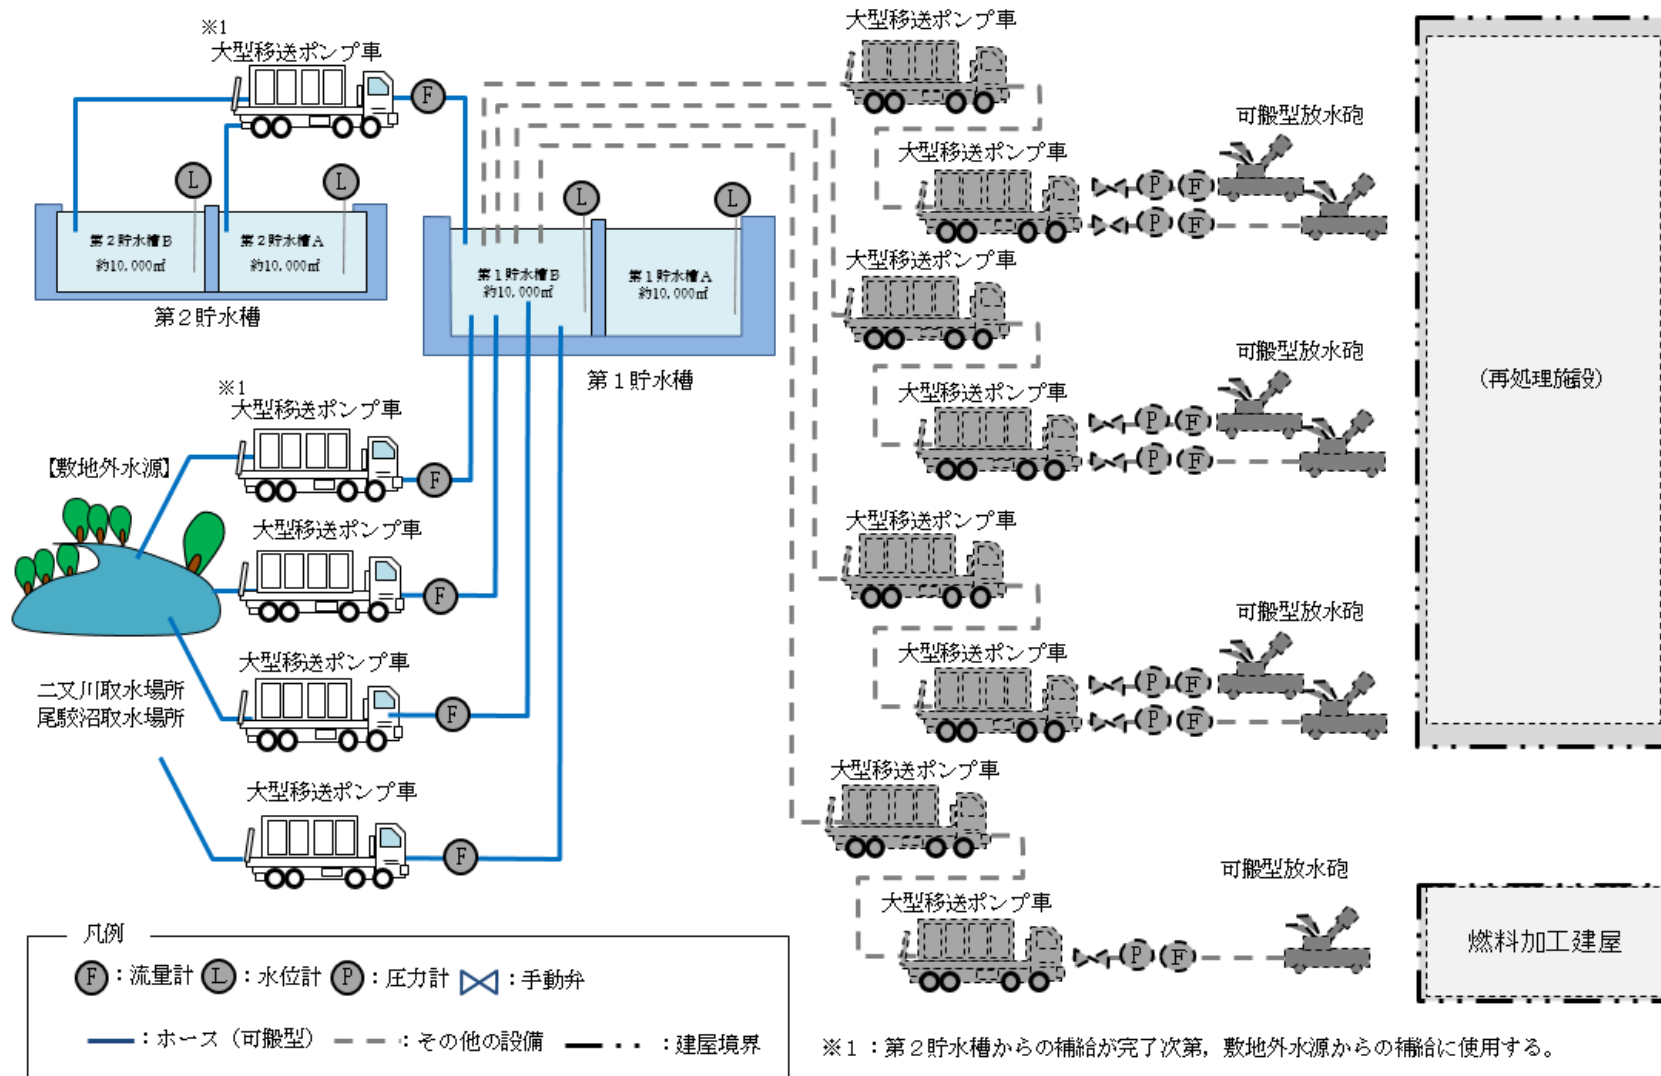 ※1
大型移送ポンプ車
F
L
L
第2貯水槽B
約10,000㎥
第2貯水槽A
約10,000㎥
第2貯水槽
L
L
第1貯水槽B
約10,000㎥
第1貯水槽A
約10,000㎥
第1貯水槽
※1
大型移送ポンプ車
F
【敷地外水源】
大型移送ポンプ車
F
大型移送ポンプ車
F
二又川取水場所
尾駮沼取水場所
大型移送ポンプ車
F
大型移送ポンプ車
可搬型放水砲
大型移送ポンプ車
P F
P F
大型移送ポンプ車
可搬型放水砲
大型移送ポンプ車
P F
P F
大型移送ポンプ車
可搬型放水砲
大型移送ポンプ車
P F
P F
大型移送ポンプ車
可搬型放水砲
大型移送ポンプ車
P F
(再処理施設)
燃料加工建屋
凡例
F：流量計 L：水位計 P：圧力計 ：手動弁
：ホース（可搬型） ：その他の設備 ：建屋境界
※1：第2貯水槽からの補給が完了次第，敷地外水源からの補給に使用する。